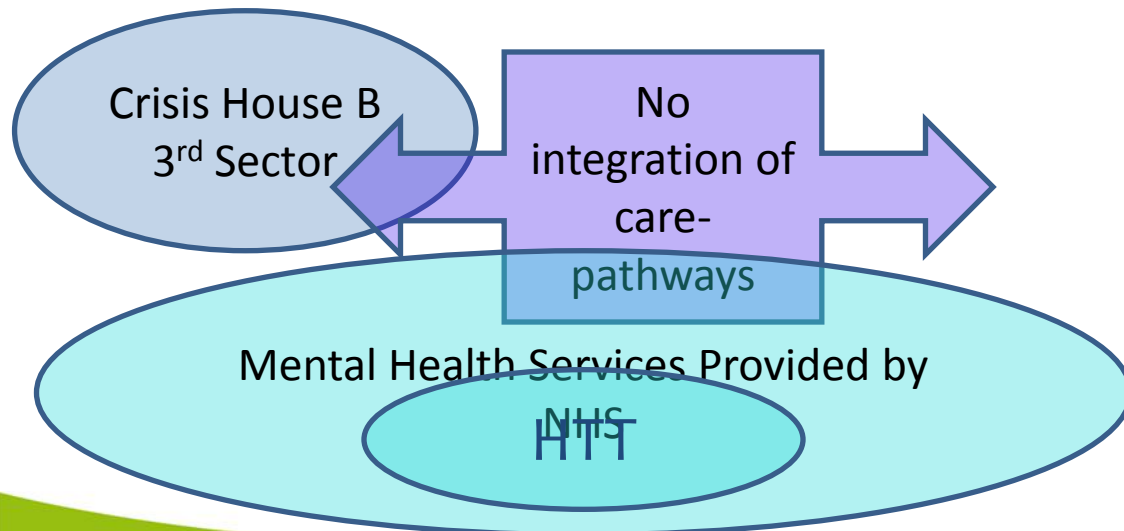 Crisis House B
3rd Sector
No
integration of
care-
pathways
Mental Health Services Provided by
NHS
HTT